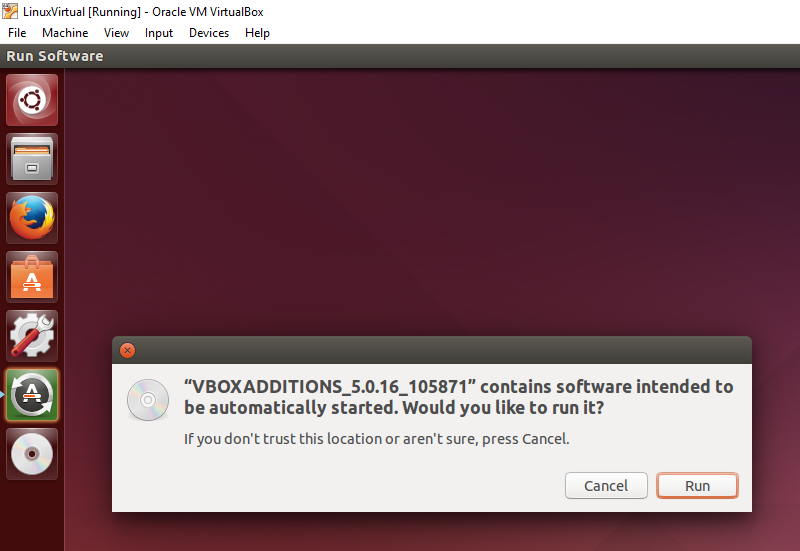 LinuxVirtual [Running] - Oracle VM VirtualBox
File Machine View Input Devices Help
Run Software
“VBOXADDITIONS_5.0.16_105871” contains software intended to
be automatically started. Would you like to run it?
If you don't trust this location or aren't sure, press Cancel.
Cancel Run